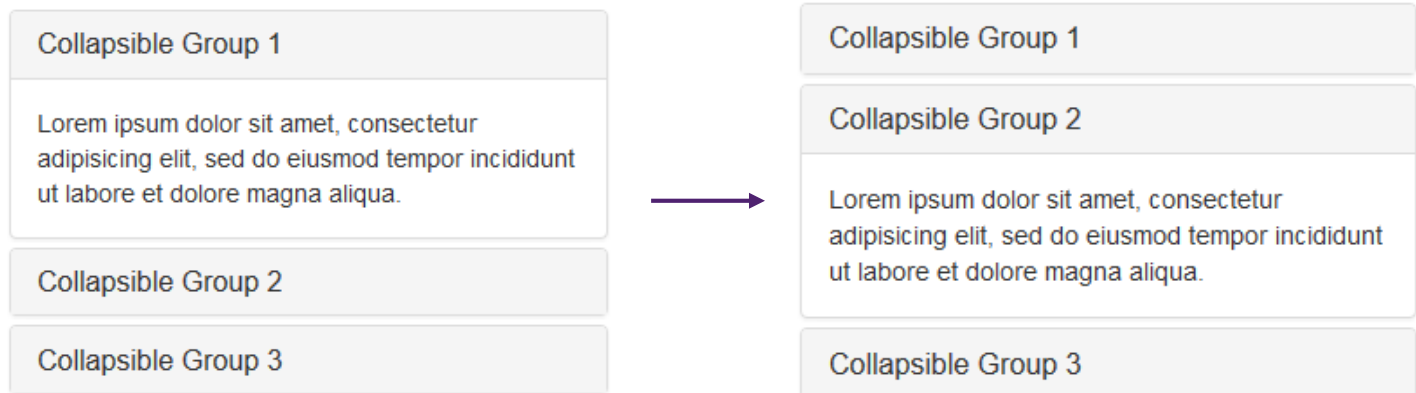 Collapsible Group 1
Lorem ipsum dolor sit amet, consectetur
adipisicing elit, sed do eiusmod tempor incididunt
ut labore et dolore magna aliqua.
Collapsible Group 2
Collapsible Group 3
Collapsible Group 1
Collapsible Group 2
Lorem ipsum dolor sit amet, consectetur
adipisicing elit, sed do eiusmod tempor incididunt
ut labore et dolore magna aliqua.
Collapsible Group 3